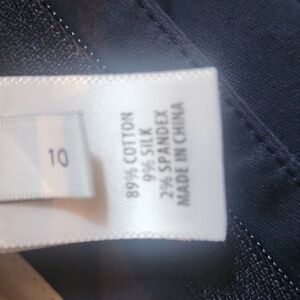 10
89% COTTON
9% SILK
2% SPANDEX
MADE IN CHINA